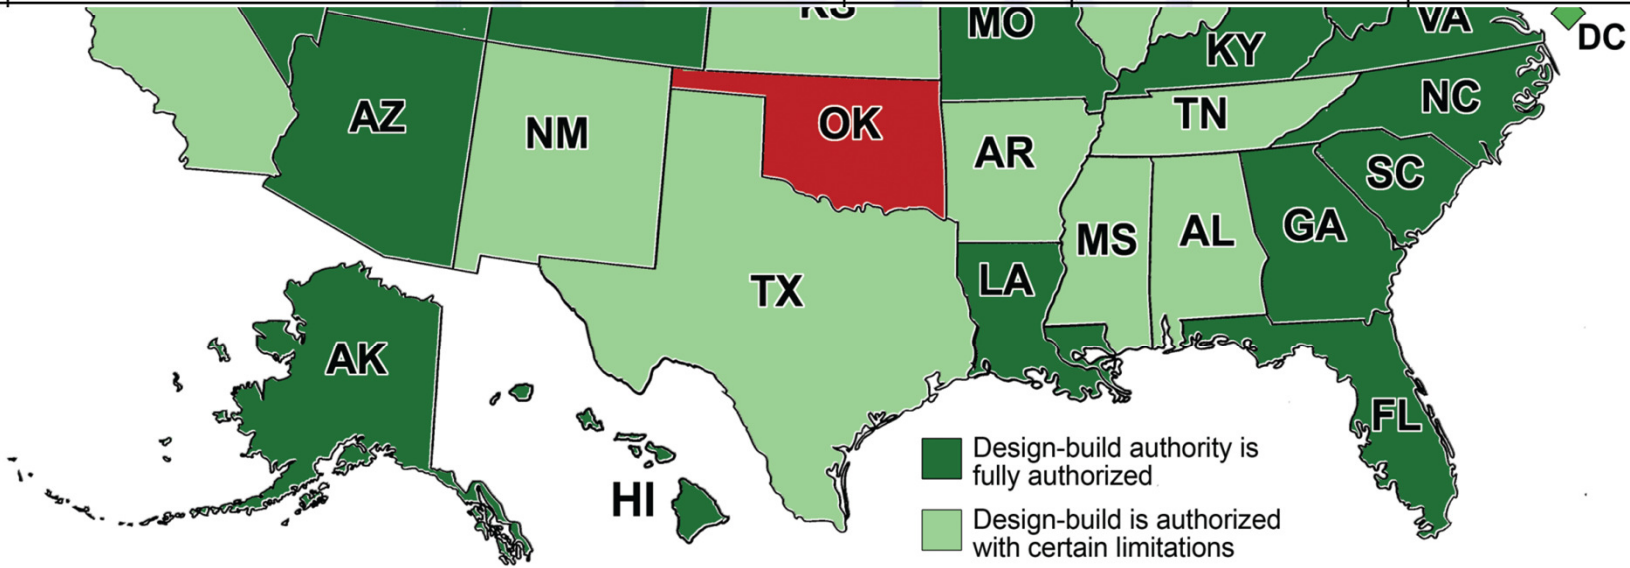 KS
MO
VA
DC
KY
NC
AZ
NM
OK
TN
AR
SC
MS
AL
GA
LA
TX
AK
FL
HI
Design-build authority is
fully authorized
Design-build is authorized
with certain limitations